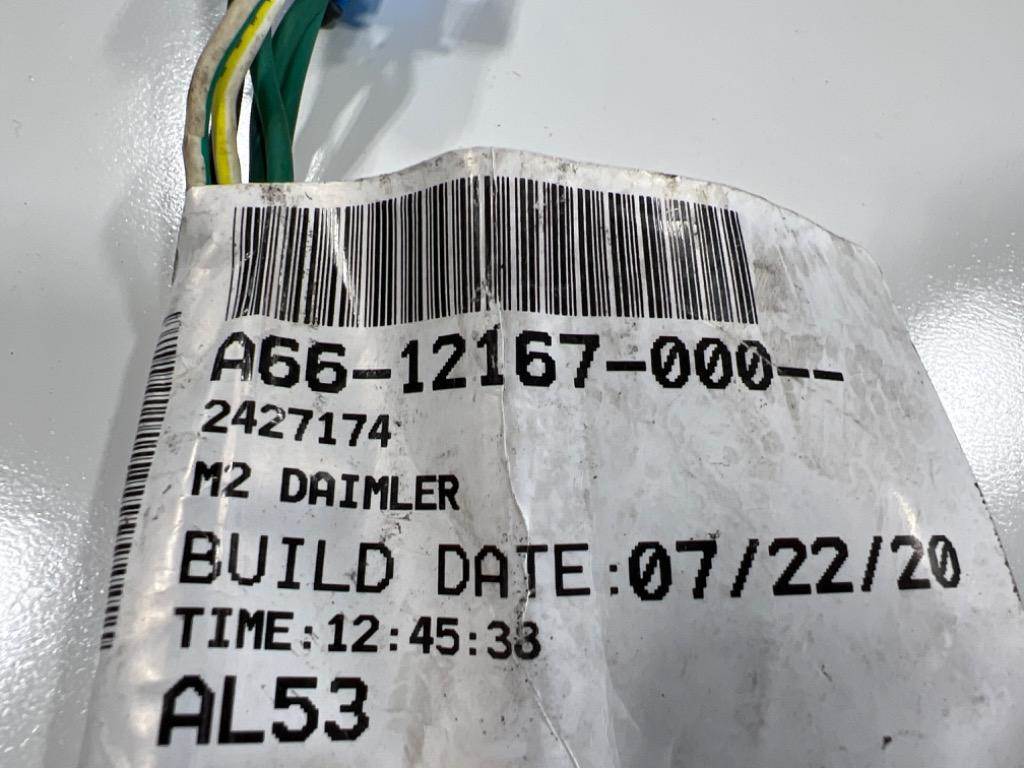 A66-12167-000--
2427174
M2 DAIMLER
BUILD DATE:07/22/20
TIME:12:45:38
AL53